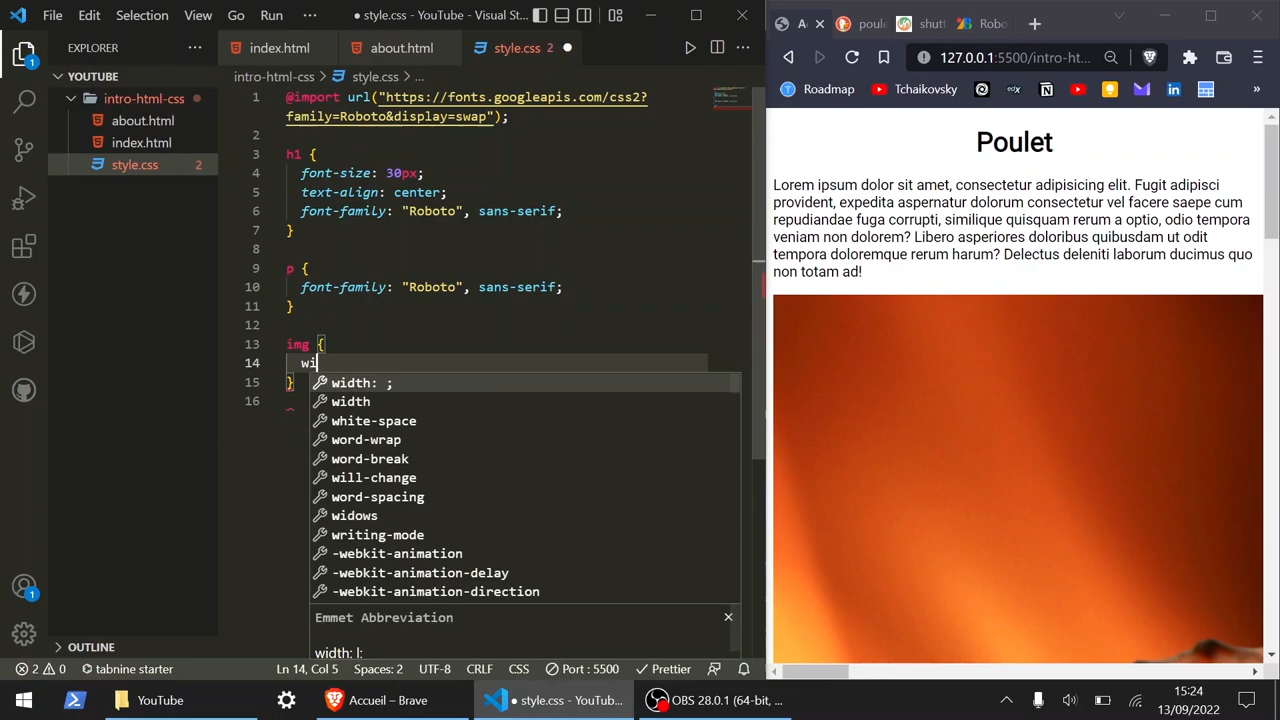 File Edit Selection View Go Run ··· ● style.css - YouTube - Visual St...
EXPLORER ···
index.html
about.html
style.css 2 ●
YOUTUBE
intro-html-css
about.html
index.html
style.css 2
intro-html-css > style.css > ...
1 @import url("https://fonts.googleapis.com/css2?
family=Roboto&display=swap");
2
3 h1 {
4 font-size: 30px;
5 text-align: center;
6 font-family: "Roboto", sans-serif;
7 }
8
9 p {
10 font-family: "Roboto", sans-serif;
11 }
12
13 img {
14 wi
15 }
16
width: ;
width
white-space
word-wrap
word-break
will-change
word-spacing
widows
writing-mode
-webkit-animation
-webkit-animation-delay
-webkit-animation-direction
Emmet Abbreviation
width: |;
1
1
OUTLINE
2 0 tabnine starter Ln 14, Col 5 Spaces: 2 UTF-8 CRLF CSS Port : 5500 Prettier
poule
shutt
Robo
127.0.0.1:5500/intro-ht...
Roadmap
Tchaikovsky
»
Poulet
Lorem ipsum dolor sit amet, consectetur adipisicing elit. Fugit adipisci
provident, expedita aspernatur dolorum consectetur vel facere saepe cum
repudiandae fuga corrupti, similique quisquam rerum a optio, odio tempora
veniam non dolorem? Libero asperiores doloribus quibusdam ut odit
tempora doloremque rerum harum? Delectus deleniti laborum ducimus quo
non totam ad!
YouTube
Accueil – Brave
● style.css - YouTub...
OBS 28.0.1 (64-bit, ...
15:24
13/09/2022